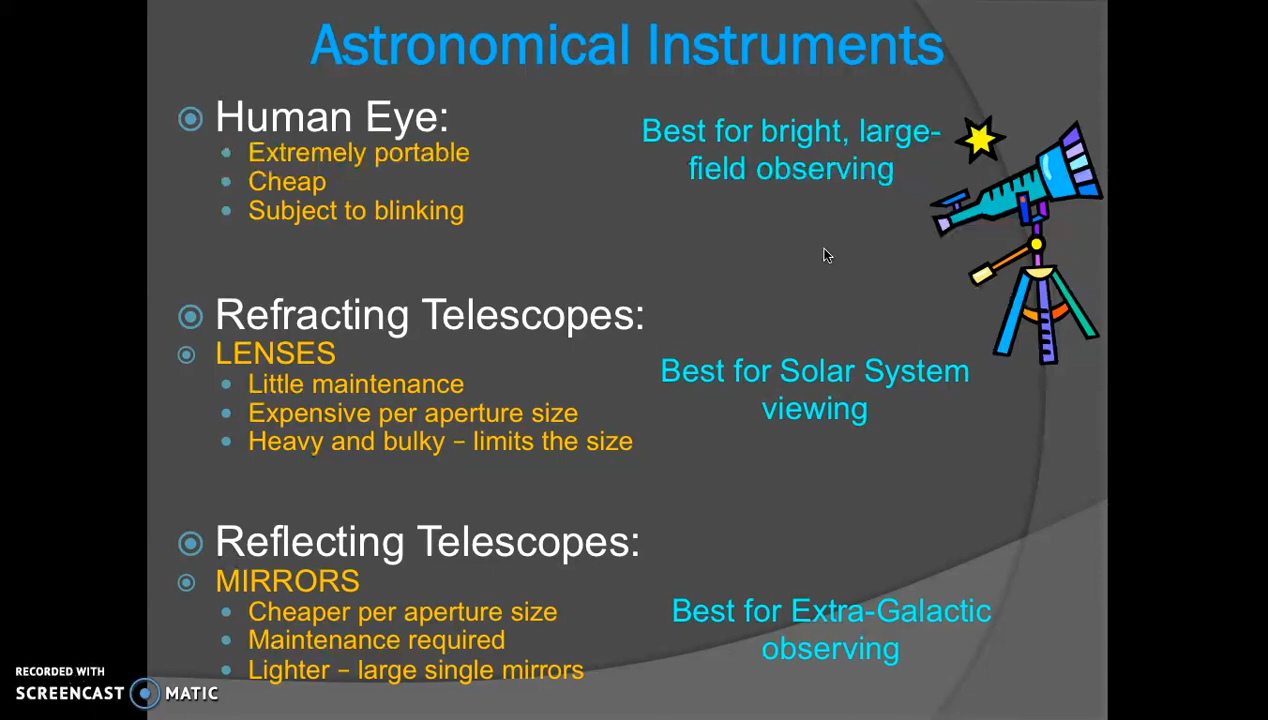 Astronomical Instruments
Human Eye:
Extremely portable
Cheap
Subject to blinking
Best for bright, large-
field observing
Refracting Telescopes:
LENSES
Little maintenance
Expensive per aperture size
Heavy and bulky – limits the size
Best for Solar System
viewing
Reflecting Telescopes:
MIRRORS
Cheaper per aperture size
Maintenance required
Lighter – large single mirrors
Best for Extra-Galactic
observing
RECORDED WITH
SCREENCAST MATIC